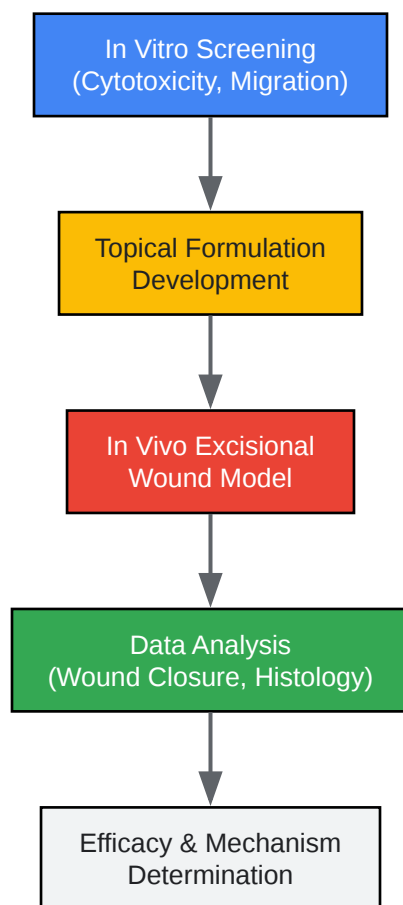 In Vitro Screening
(Cytotoxicity, Migration)
Topical Formulation
Development
In Vivo Excisional
Wound Model
Data Analysis
(Wound Closure, Histology)
Efficacy & Mechanism
Determination